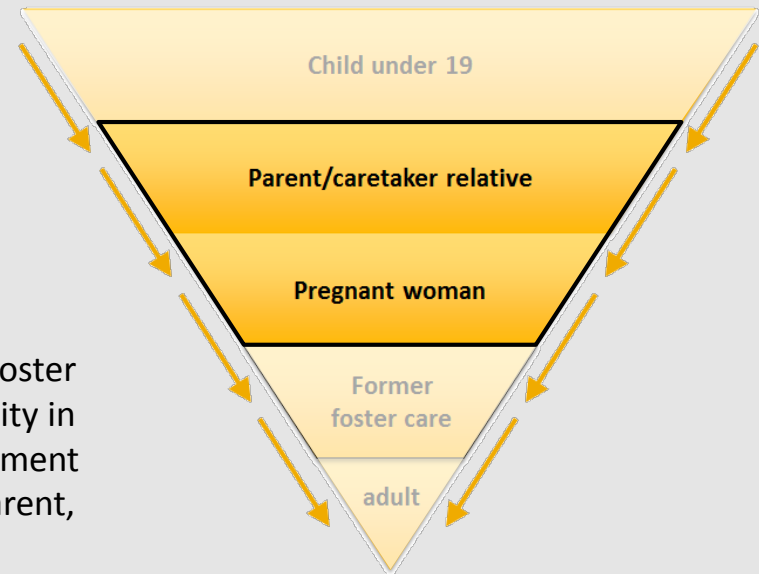 Child under 19
Parent/caretaker relative
Pregnant woman
Former
foster care
adult
oster
ity in
ment
rent,